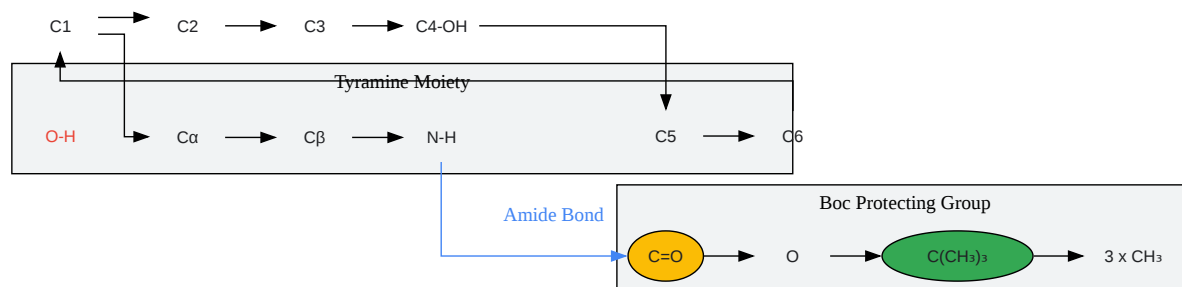 C1 C2 C3 C4-OH
Tyramine Moiety
O-H Cα Cβ N-H C5 C6
Boc Protecting Group
Amide Bond
C=O O C(CH₃)₃ 3 x CH₃